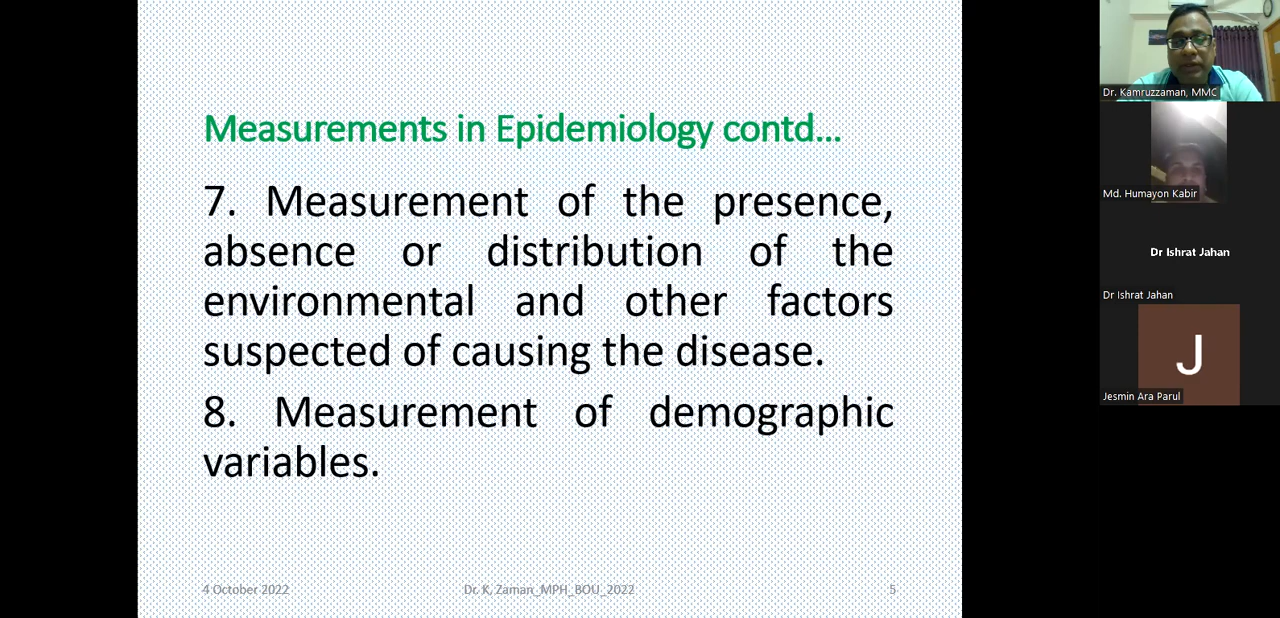 Measurements in Epidemiology contd...
7. Measurement of the presence,
absence or distribution of the
environmental and other factors
suspected of causing the disease.
8. Measurement of demographic
variables.
4 October 2022
Dr. K, Zaman_MPH_BOU_2022
5
Dr. Kamruzzaman, MMC
Md. Humayon Kabir
Dr Ishrat Jahan
Dr Ishrat Jahan
J
Jesmin Ara Parul